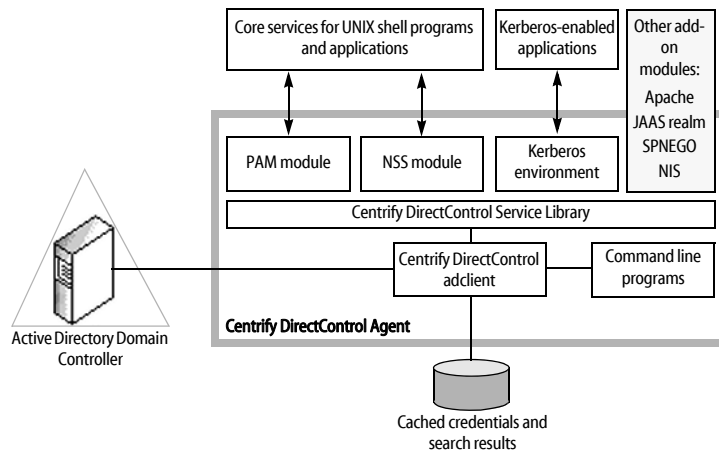 Core services for UNIX shell programs
and applications
Kerberos-enabled
applications
Other add-
on
modules:
Apache
JAAS realm
SPNEGO
NIS
PAM module
NSS module
Kerberos
environment
Centrify DirectControl Service Library
Centrify DirectControl
adclient
Command line
programs
Centrify DirectControl Agent
Active Directory Domain
Controller
Cached credentials and
search results